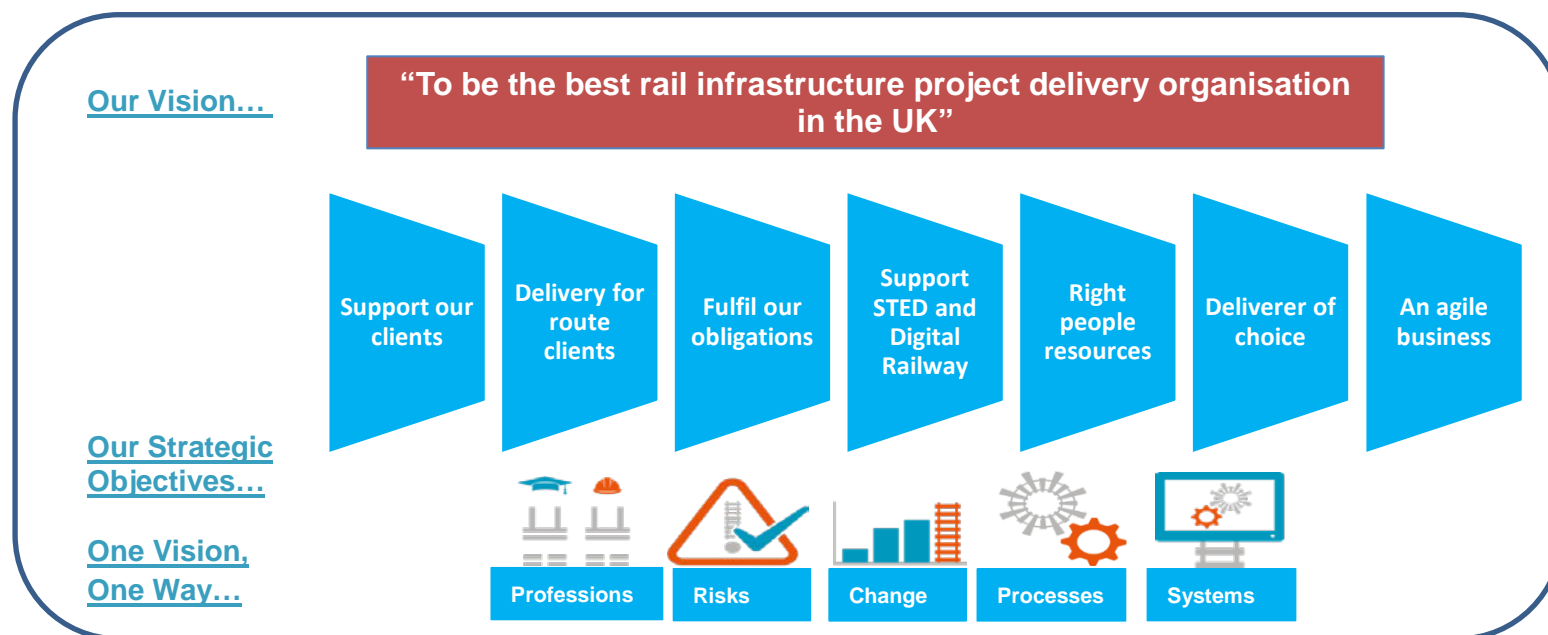 Our Vision…
“To be the best rail infrastructure project delivery organisation
in the UK”
Support our
clients
Delivery for
route
clients
Fulfil our
obligations
Support
STED and
Digital
Railway
Right
people
resources
Deliverer of
choice
An agile
business
Our Strategic
Objectives…
One Vision,
One Way…
Professions
Risks
Change
Processes
Systems